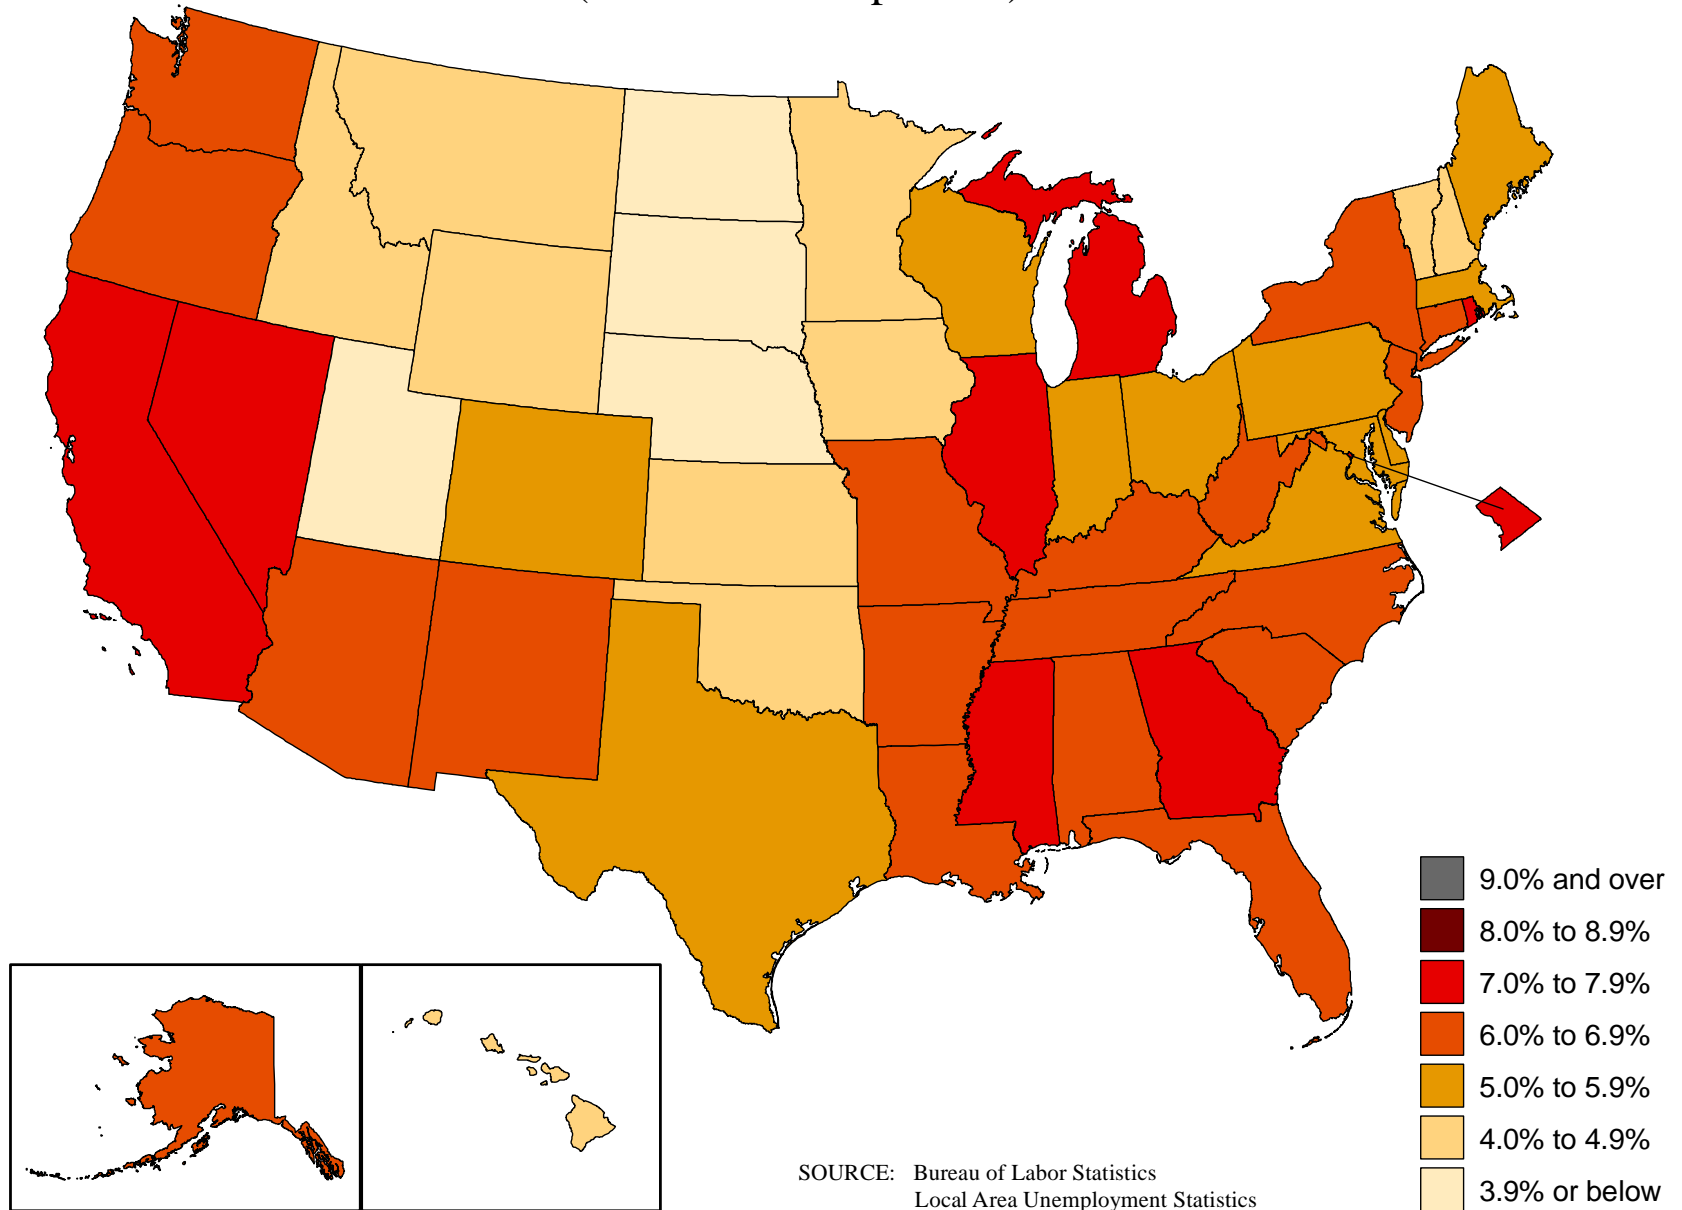 9.0% and over
8.0% to 8.9%
7.0% to 7.9%
6.0% to 6.9%
5.0% to 5.9%
4.0% to 4.9%
3.9% or below
SOURCE: Bureau of Labor Statistics
Local Area Unemployment Statistics